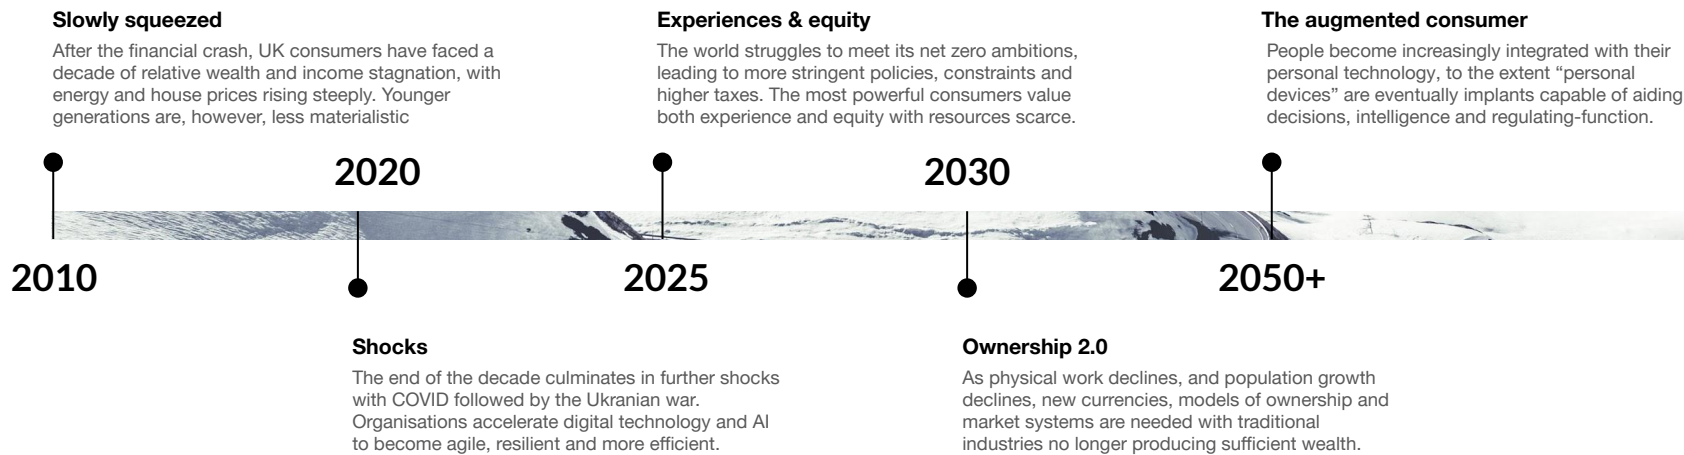 Slowly squeezed
After the financial crash, UK consumers have faced a
decade of relative wealth and income stagnation, with
energy and house prices rising steeply. Younger
generations are, however, less materialistic
Experiences & equity
The world struggles to meet its net zero ambitions,
leading to more stringent policies, constraints and
higher taxes. The most powerful consumers value
both experience and equity with resources scarce.
The augmented consumer
People become increasingly integrated with their
personal technology, to the extent “personal
devices” are eventually implants capable of aiding
decisions, intelligence and regulating-function.
2020
2030
2010
2025
2050+
Shocks
The end of the decade culminates in further shocks
with COVID followed by the Ukranian war.
Organisations accelerate digital technology and AI
to become agile, resilient and more efficient.
Ownership 2.0
As physical work declines, and population growth
declines, new currencies, models of ownership and
market systems are needed with traditional
industries no longer producing sufficient wealth.